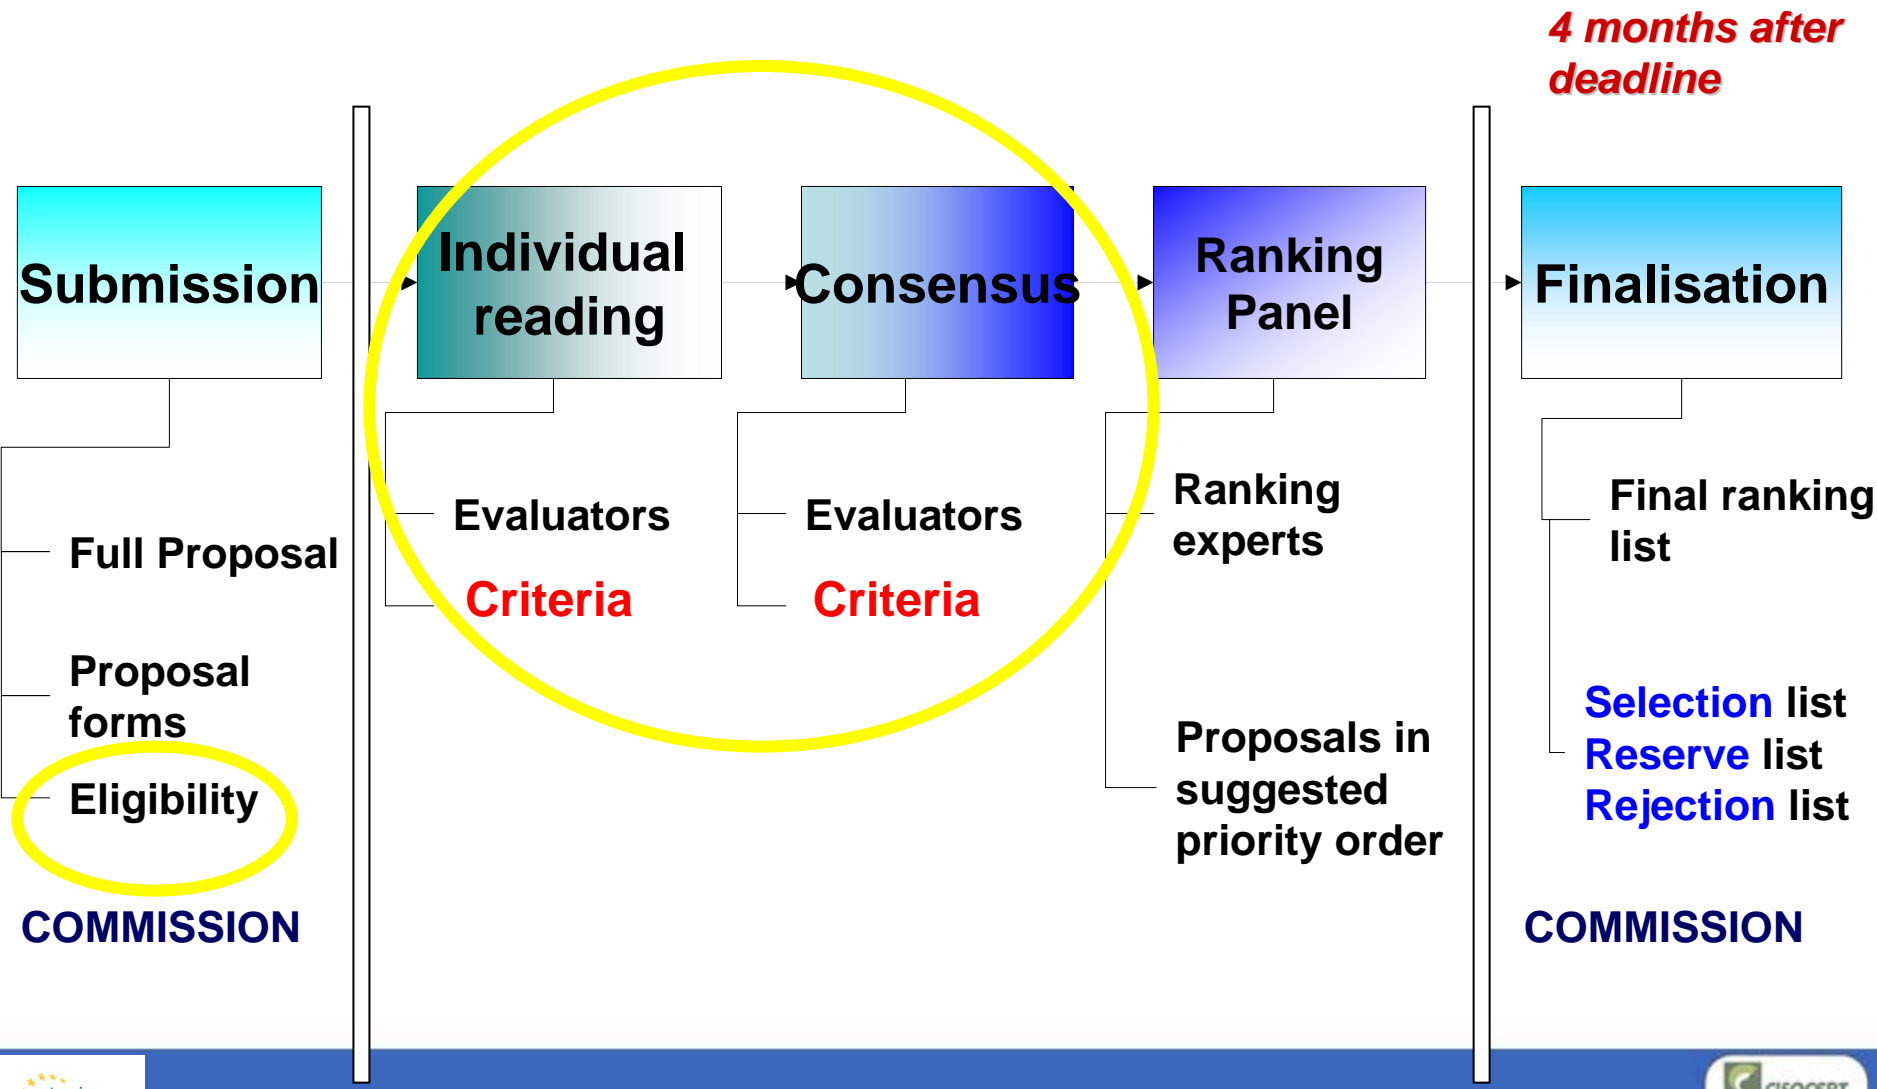 4 months after
deadline
Submission
Individual
reading
Consensus
Ranking
Panel
Finalisation
Full Proposal
Proposal
forms
Eligibility
COMMISSION
Evaluators
Criteria
Evaluators
Criteria
Ranking
experts
Proposals in
suggested
priority order
Final ranking
list
Selection list
Reserve list
Rejection list
COMMISSION